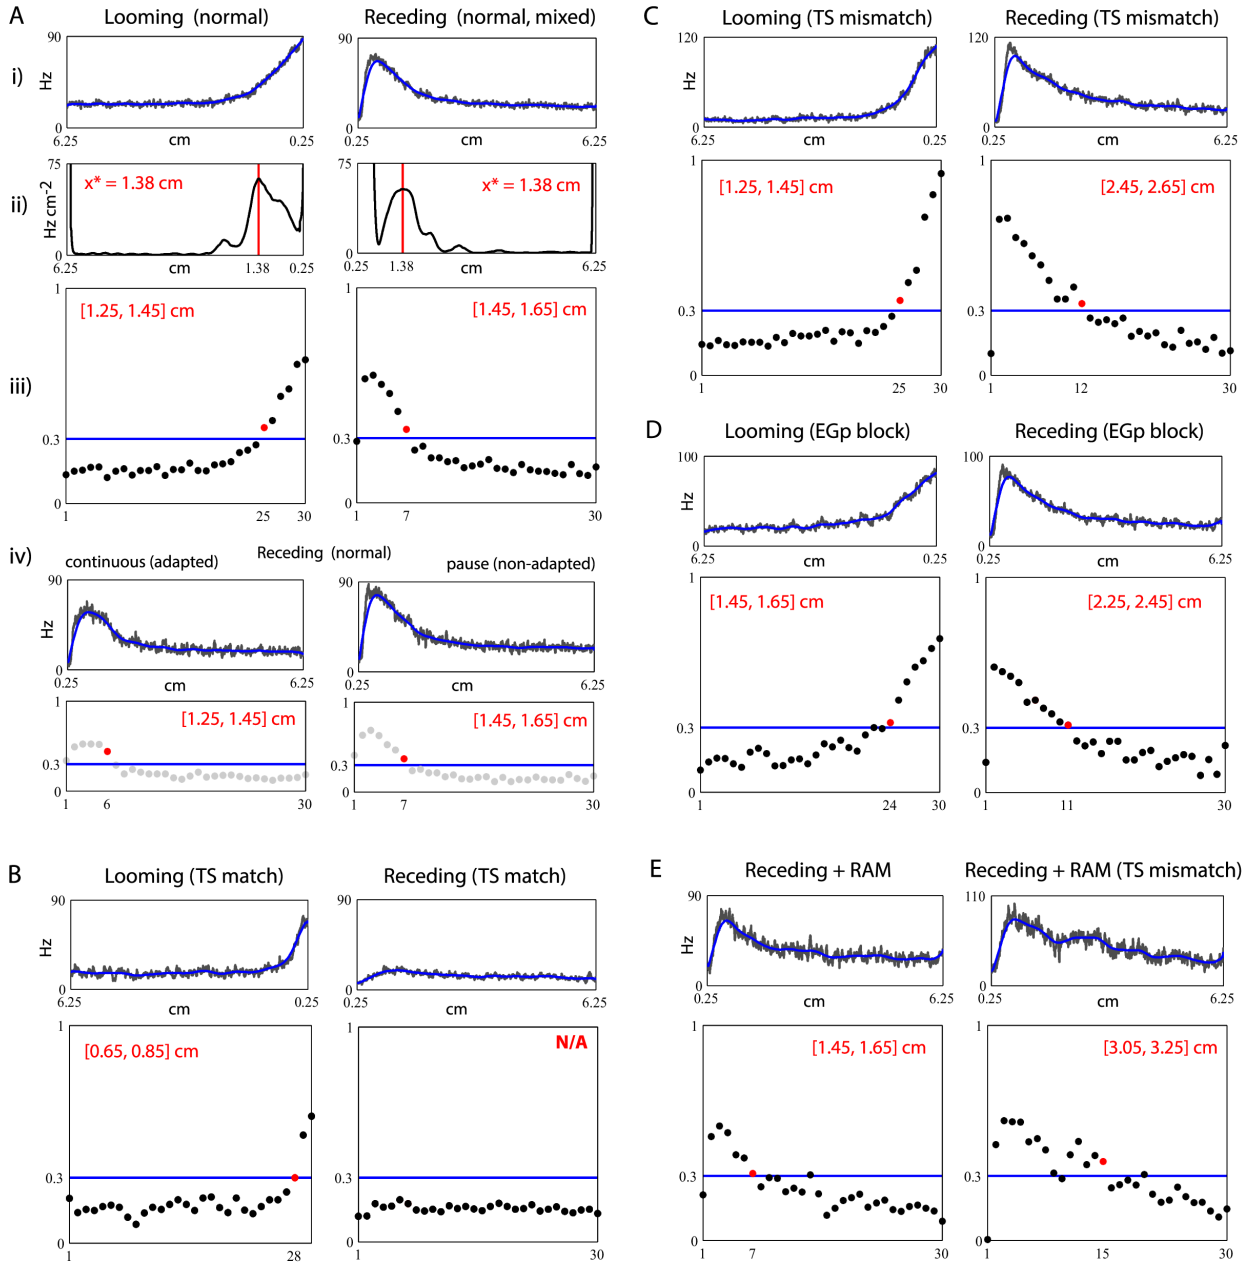 A
Looming (normal)
Receding (normal, mixed)
i)
90
Hz
0
6.25
cm
0.25
90
0
0.25
cm
6.25
ii)
75
Hz cm-2
x* = 1.38 cm
0
6.25
cm
1.38
0.25
75
x* = 1.38 cm
0
0.25
1.38
cm
6.25
iii)
1
[1.25, 1.45] cm
0.3
0
1
25
30
1
[1.45, 1.65] cm
0.3
0
1
7
30
iv)
Receding (normal)
continuous (adapted)
pause (non-adapted)
90
Hz
0
0.25
cm
6.25
90
0
0.25
cm
6.25
1
[1.25, 1.45] cm
0.3
0
1
6
30
1
[1.45, 1.65] cm
0.3
0
1
7
30
B
Looming (TS match)
Receding (TS match)
90
Hz
0
6.25
cm
0.25
90
0
0.25
cm
6.25
1
[0.65, 0.85] cm
0.3
0
1
28
1
N/A
0.3
0
1
30
C
Looming (TS mismatch)
Receding (TS mismatch)
120
Hz
0
6.25
cm
0.25
120
0
0.25
cm
6.25
1
[1.25, 1.45] cm
0.3
0
1
25
30
1
[2.45, 2.65] cm
0.3
0
1
12
30
D
Looming (EGp block)
Receding (EGp block)
100
Hz
0
6.25
cm
0.25
100
0
0.25
cm
6.25
1
[1.45, 1.65] cm
0.3
0
1
24
30
1
[2.25, 2.45] cm
0.3
0
1
11
30
E
Receding + RAM
Receding + RAM (TS mismatch)
90
Hz
0
0.25
cm
6.25
110
0
0.25
cm
6.25
1
[1.45, 1.65] cm
0.3
0
1
7
30
1
[3.05, 3.25] cm
0.3
0
1
15
30